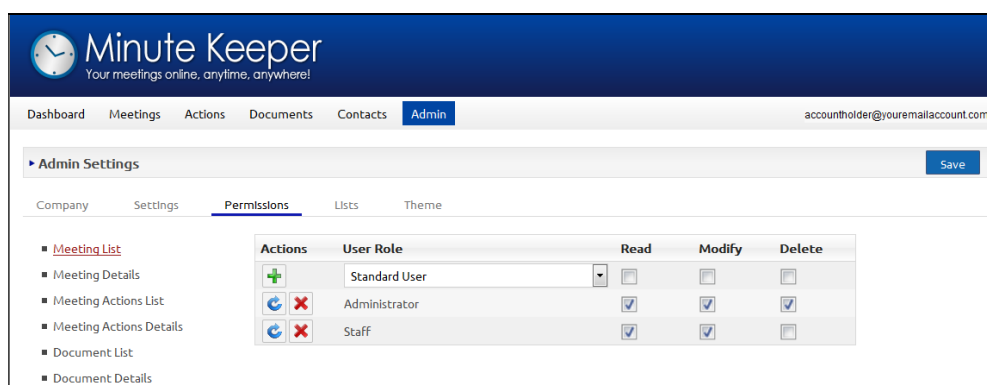 Minute Keeper
Your meetings online, anytime, anywhere!
Dashboard Meetings Actions Documents Contacts Admin accountholder@youremailaccount.com
Admin Settings Save
Company Settings Permissions Lists Theme
Meeting List
Meeting Details
Meeting Actions List
Meeting Actions Details
Document List
Document Details
Actions User Role Read Modify Delete
Standard User
Administrator
Staff